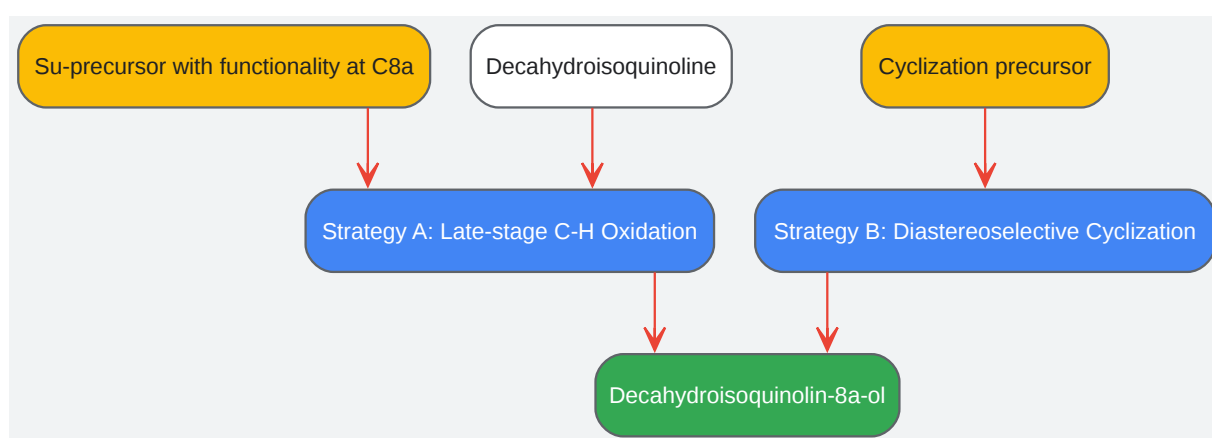 Su-precursor with functionality at C8a
Decahydroisoquinoline
Cyclization precursor
Strategy A: Late-stage C-H Oxidation
Strategy B: Diastereoselective Cyclization
Decahydroisoquinolin-8a-ol